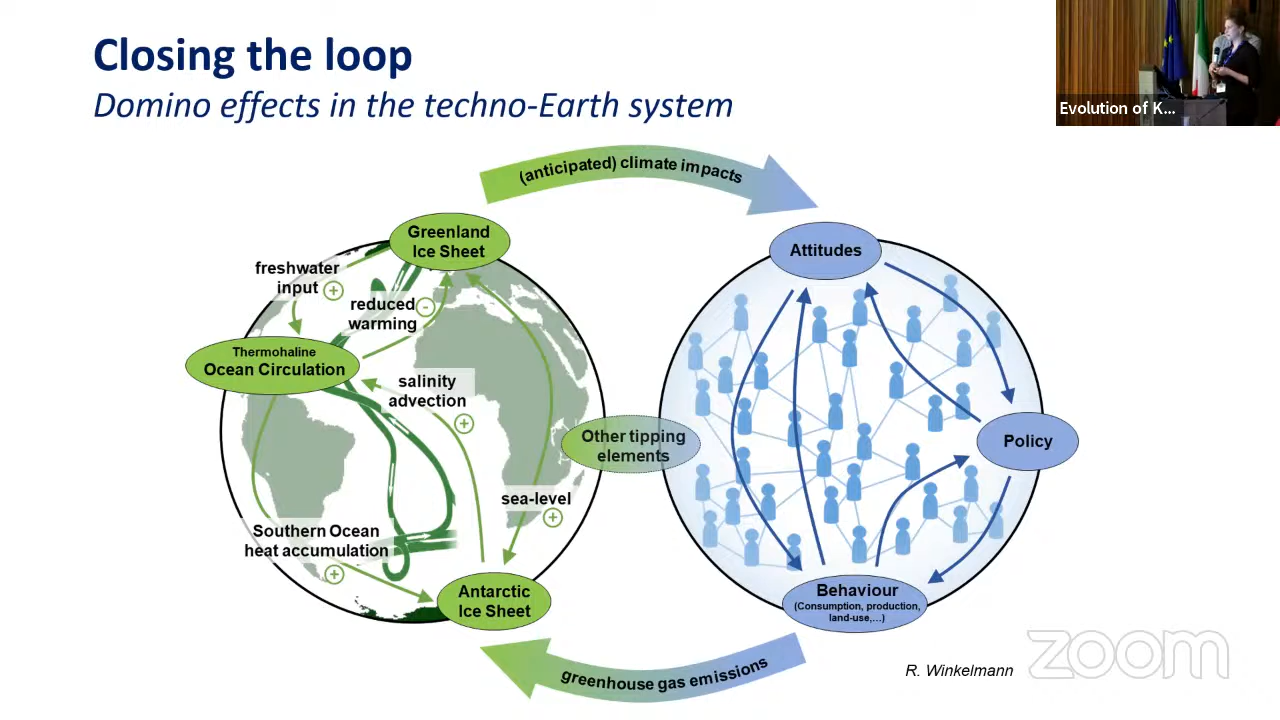 Closing the loop
Domino effects in the techno-Earth system
Evolution of K...
(anticipated) climate impacts
Greenland
Ice Sheet
Attitudes
freshwater
input +
reduced -
warming
Thermohaline
Ocean Circulation
salinity
advection
+
Other tipping
elements
Policy
sea-level
+
Southern Ocean
heat accumulation
+
Antarctic
Ice Sheet
Behaviour
(Consumption, production,
land-use,...)
greenhouse gas emissions
R. Winkelmann
zoom